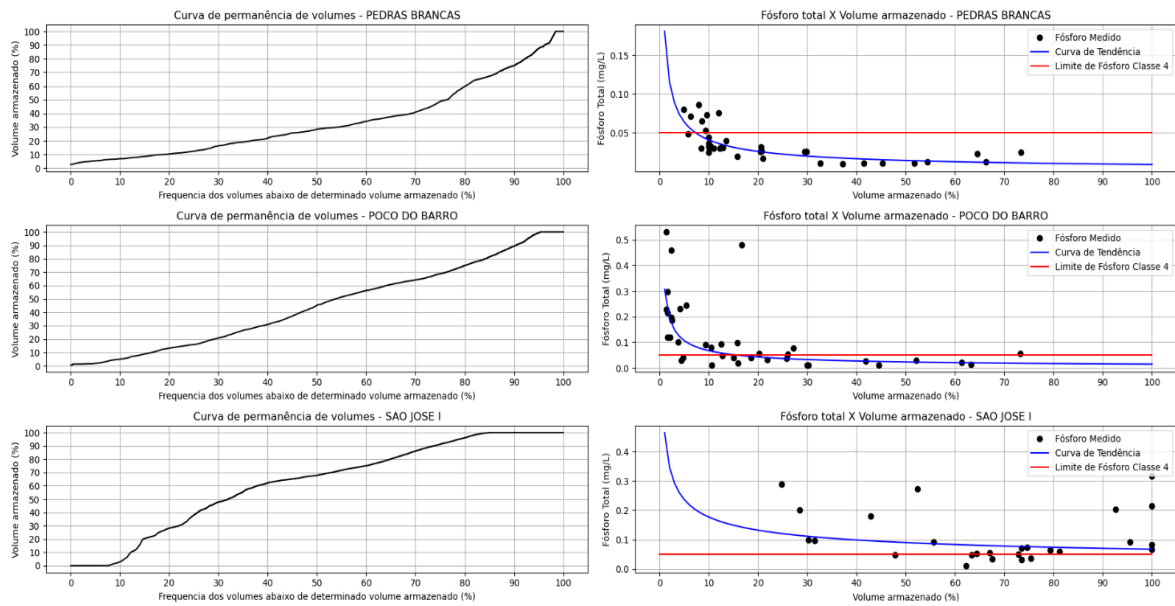 Curva de permanência de volumes - PEDRAS BRANCAS
Volume armazenado (%)
100
90
80
70
60
50
40
30
20
10
0
0 10 20 30 40 50 60 70 80 90 100
Frequencia dos volumes abaixo de determinado volume armazenado (%)
Fósforo total X Volume armazenado - PEDRAS BRANCAS
Fósforo Total (mg/L)
0.15
0.10
0.05
Fósforo Medido
Curva de Tendência
Limite de Fósforo Classe 4
0 10 20 30 40 50 60 70 80 90 100
Volume armazenado (%)
Curva de permanência de volumes - POCO DO BARRO
Volume armazenado (%)
100
90
80
70
60
50
40
30
20
10
0
0 10 20 30 40 50 60 70 80 90 100
Frequencia dos volumes abaixo de determinado volume armazenado (%)
Fósforo total X Volume armazenado - POCO DO BARRO
Fósforo Total (mg/L)
0.5
0.4
0.3
0.2
0.1
0.0
Fósforo Medido
Curva de Tendência
Limite de Fósforo Classe 4
0 10 20 30 40 50 60 70 80 90 100
Volume armazenado (%)
Curva de permanência de volumes - SAO JOSE I
Volume armazenado (%)
100
90
80
70
60
50
40
30
20
10
0
0 10 20 30 40 50 60 70 80 90 100
Frequencia dos volumes abaixo de determinado volume armazenado (%)
Fósforo total X Volume armazenado - SAO JOSE I
Fósforo Total (mg/L)
0.4
0.3
0.2
0.1
0.0
Fósforo Medido
Curva de Tendência
Limite de Fósforo Classe 4
0 10 20 30 40 50 60 70 80 90 100
Volume armazenado (%)